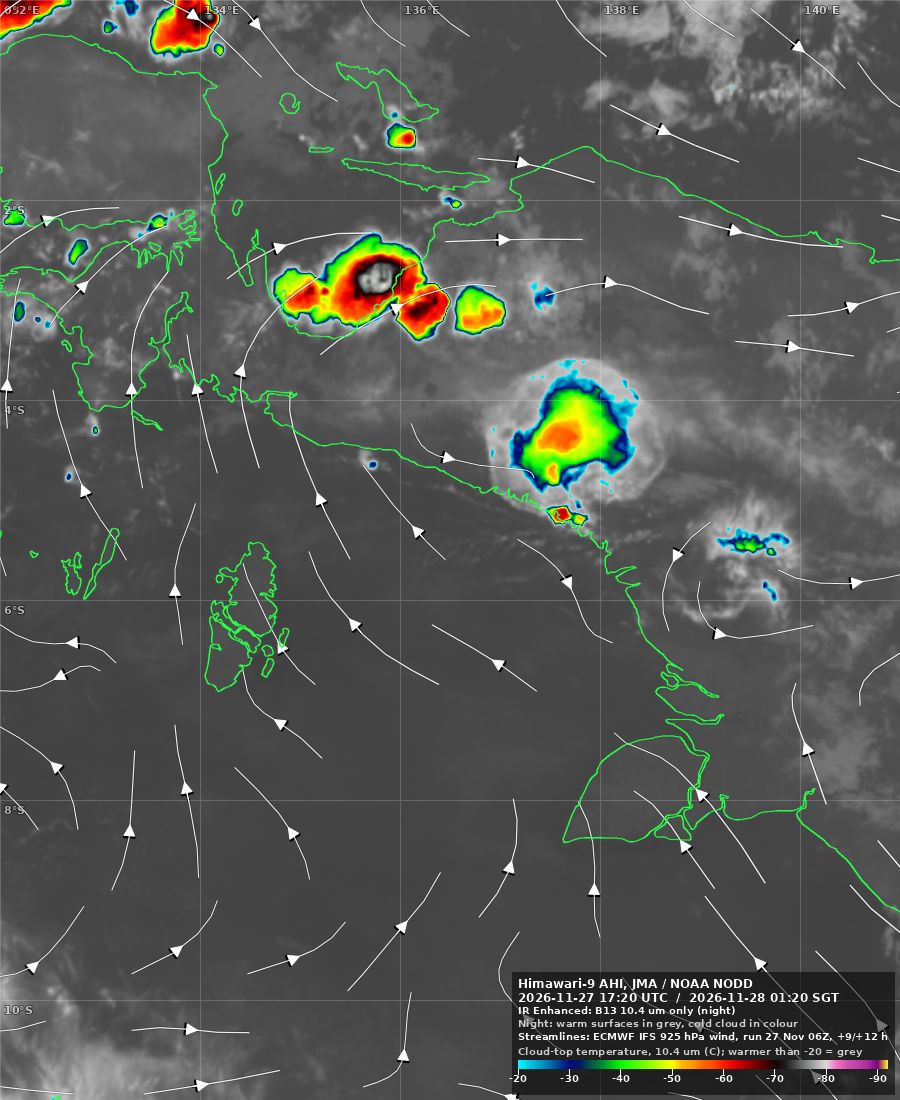 132°E 134°E 136°E 138°E 140°E
2°S
4°S
6°S
8°S
10°S
Himawari-9 AHI, JMA / NOAA NODD
2026-11-27 17:20 UTC / 2026-11-28 01:20 SGT
IR Enhanced: B13 10.4 um only (night)
Night: warm surfaces in grey, cold cloud in colour
Streamlines: ECMWF IFS 925 hPa wind, run 27 Nov 06Z, +9/+12 h
Cloud-top temperature, 10.4 um (C); warmer than -20 = grey
-20 -30 -40 -50 -60 -70 -80 -90